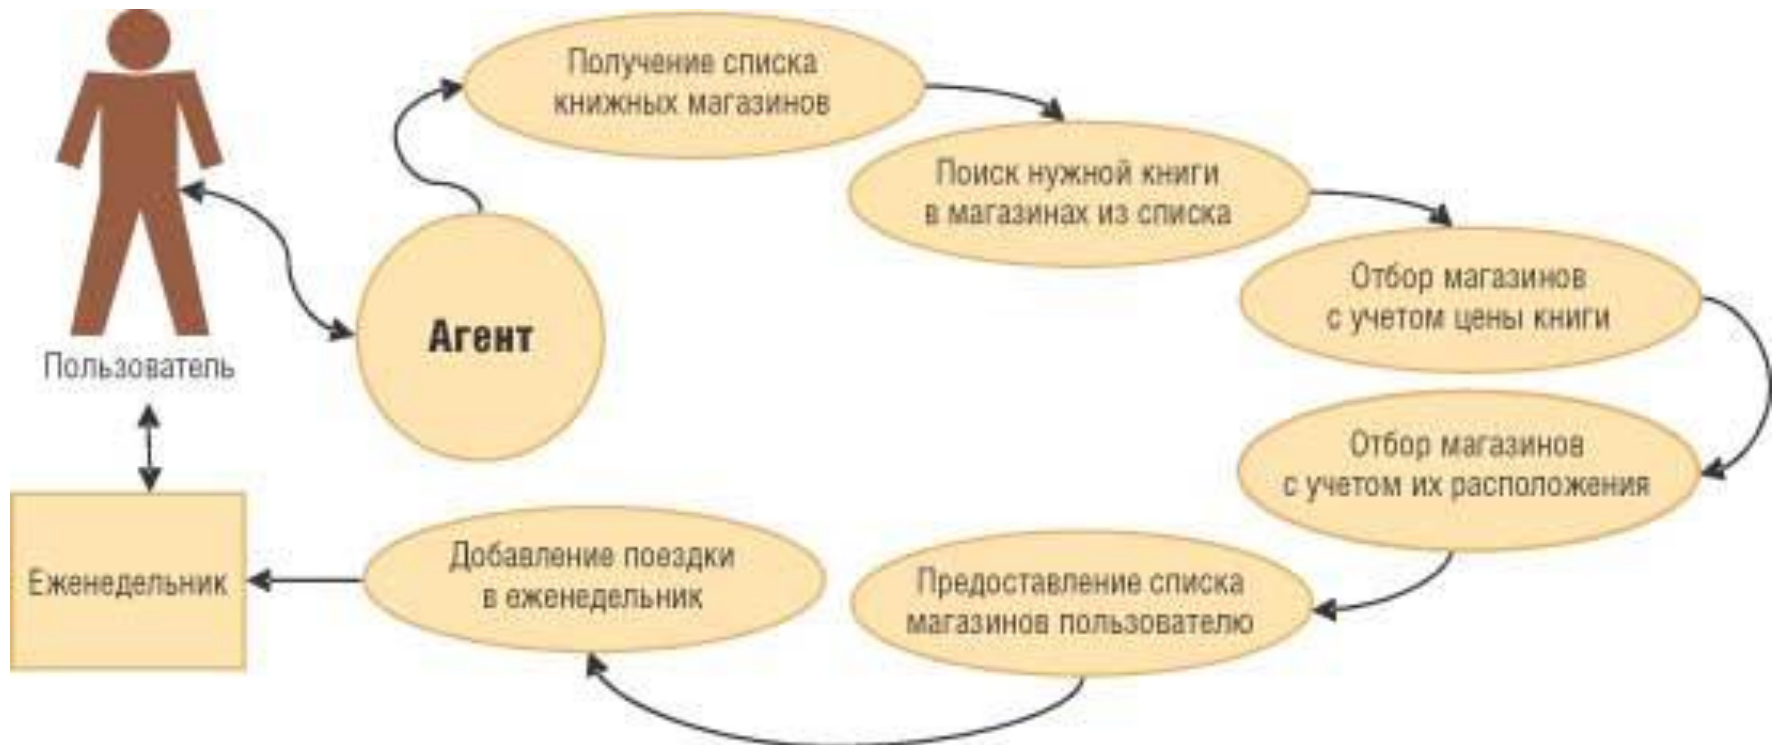 Получение списка
книжных магазинов
Поиск нужной книги
в магазинах из списка
Отбор магазинов
с учетом цены книги
Агент
Пользователь
Отбор магазинов
с учетом их расположения
Предоставление списка
магазинов пользователю
Добавление поездки
в еженедельник
Еженедельник